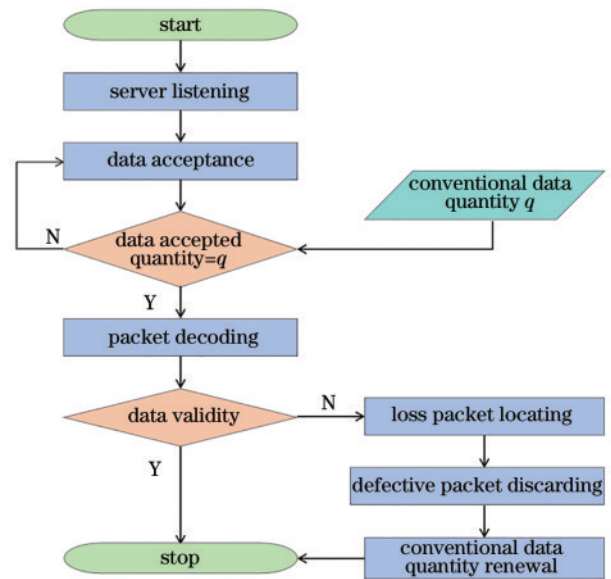 start
server listening
data acceptance
conventional data
quantity q
N
data accepted
quantity=q
Y
packet decoding
data validity
N
loss packet locating
Y
defective packet discarding
stop
conventional data
quantity renewal